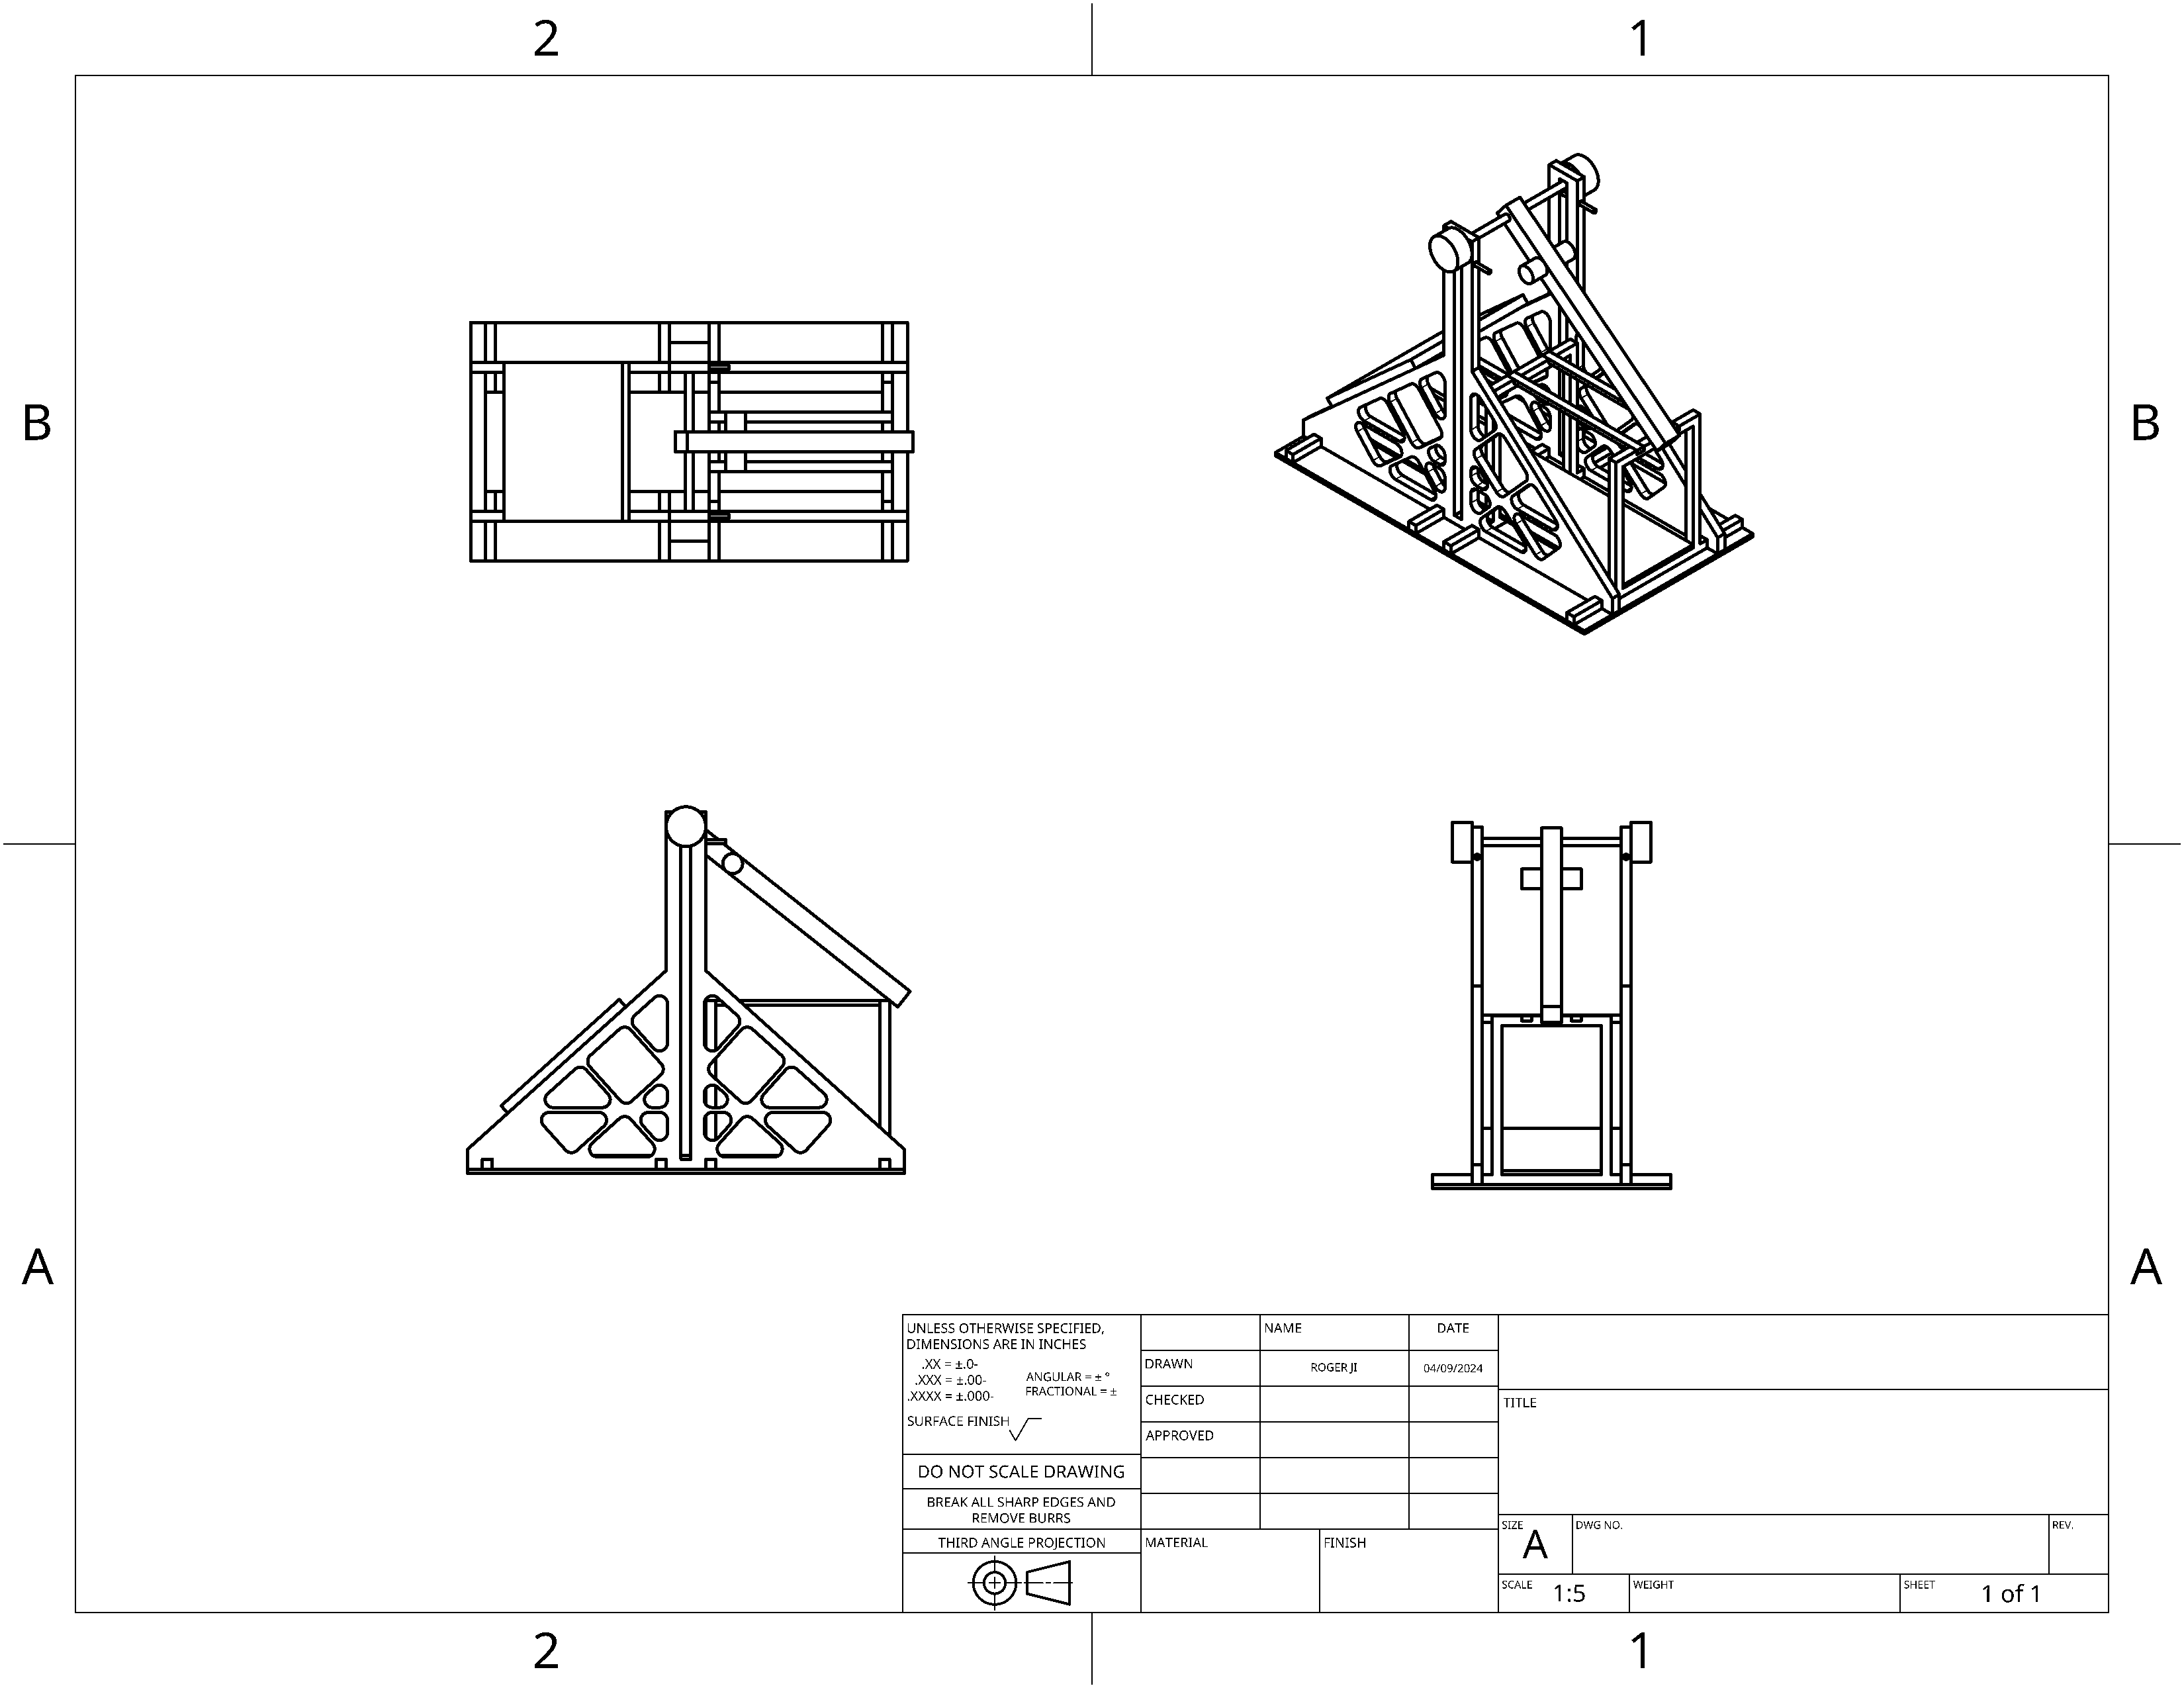 2 1
B B
A A
UNLESS OTHERWISE SPECIFIED,
DIMENSIONS ARE IN INCHES
.XX = ±.0-
.XXX = ±.00-
.XXXX = ±.000-
ANGULAR = ± °
FRACTIONAL = ±
SURFACE FINISH
DO NOT SCALE DRAWING
BREAK ALL SHARP EDGES AND
REMOVE BURRS
THIRD ANGLE PROJECTION
NAME DATE
DRAWN ROGER JI 04/09/2024
CHECKED
APPROVED
MATERIAL FINISH
TITLE
SIZE A DWG NO. REV.
SCALE 1:5 WEIGHT SHEET 1 of 1
2 1